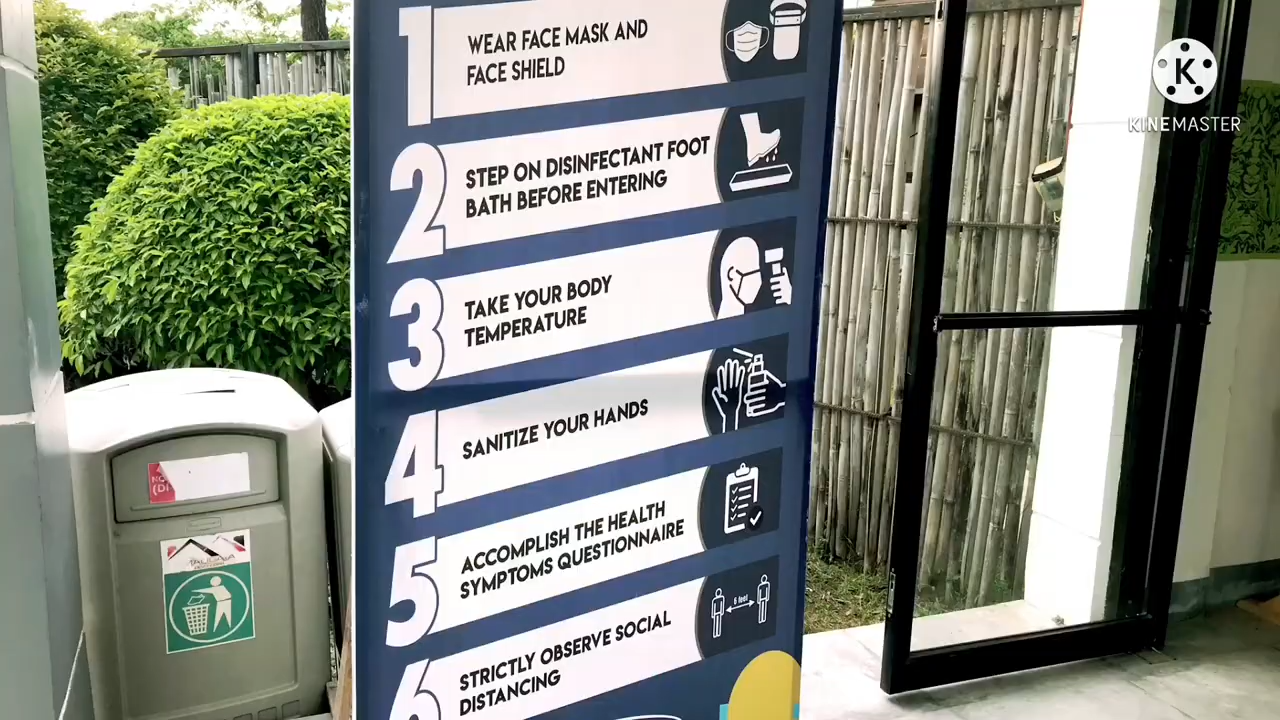 1
WEAR FACE MASK AND
FACE SHIELD
2
STEP ON DISINFECTANT FOOT
BATH BEFORE ENTERING
3
TAKE YOUR BODY
TEMPERATURE
4
SANITIZE YOUR HANDS
5
ACCOMPLISH THE HEALTH
SYMPTOMS QUESTIONNAIRE
6
STRICTLY OBSERVE SOCIAL
DISTANCING
6 feet
K
KINEMASTER